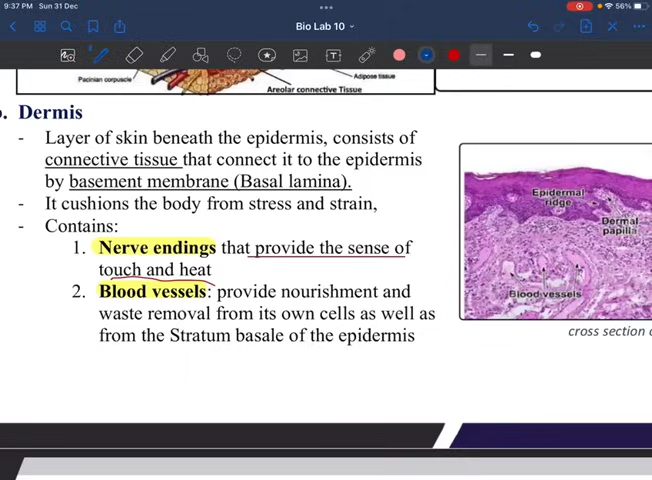 9:37 PM Sun 31 Dec
56%
Bio Lab 10
Pacinian corpuscle
Adipose tissue
Areolar connective Tissue
. Dermis
- Layer of skin beneath the epidermis, consists of
connective tissue that connect it to the epidermis
by basement membrane (Basal lamina).
- It cushions the body from stress and strain,
- Contains:
1. Nerve endings that provide the sense of
touch and heat
2. Blood vessels: provide nourishment and
waste removal from its own cells as well as
from the Stratum basale of the epidermis
Epidermal
ridge
Dermal
papilla
Blood vessels
cross section